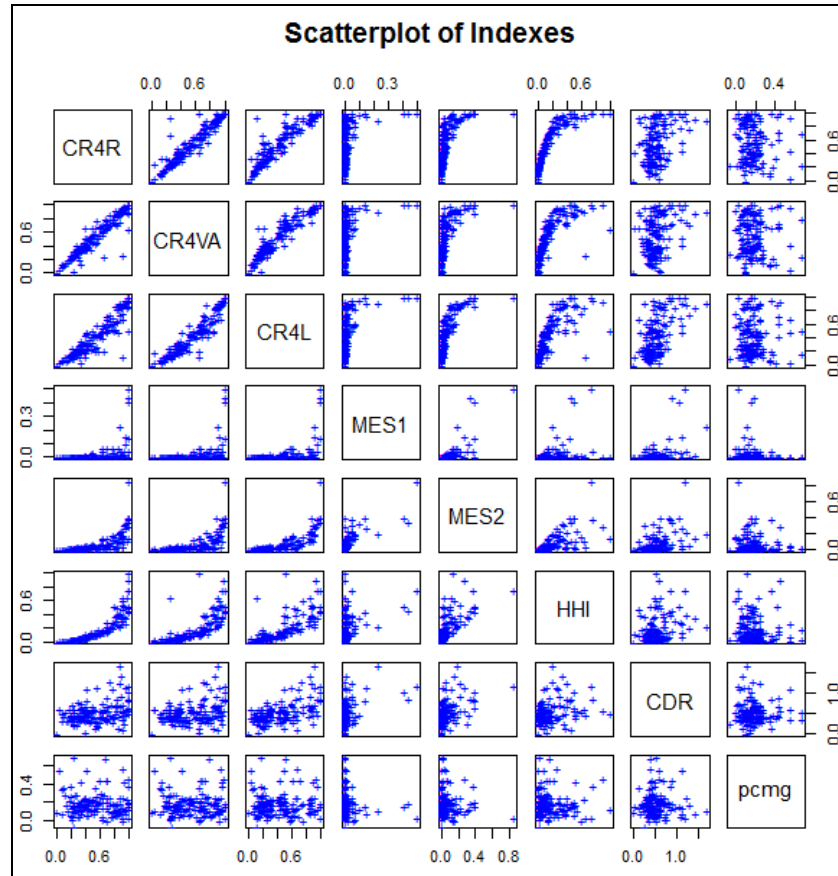 Scatterplot of Indexes
0.0 0.6 0.0 0.3 0.0 0.6 0.0 0.4
CR4R 0.0 0.6
0.0 0.6 CR4VA
CR4L 0.0 0.6
0.0 0.3 MES1
MES2 0.0 0.6
0.0 0.6 HHI
CDR 0.0 1.0
0.0 0.4 pcmg
0.0 0.6 0.0 0.6 0.0 0.4 0.8 0.0 1.0